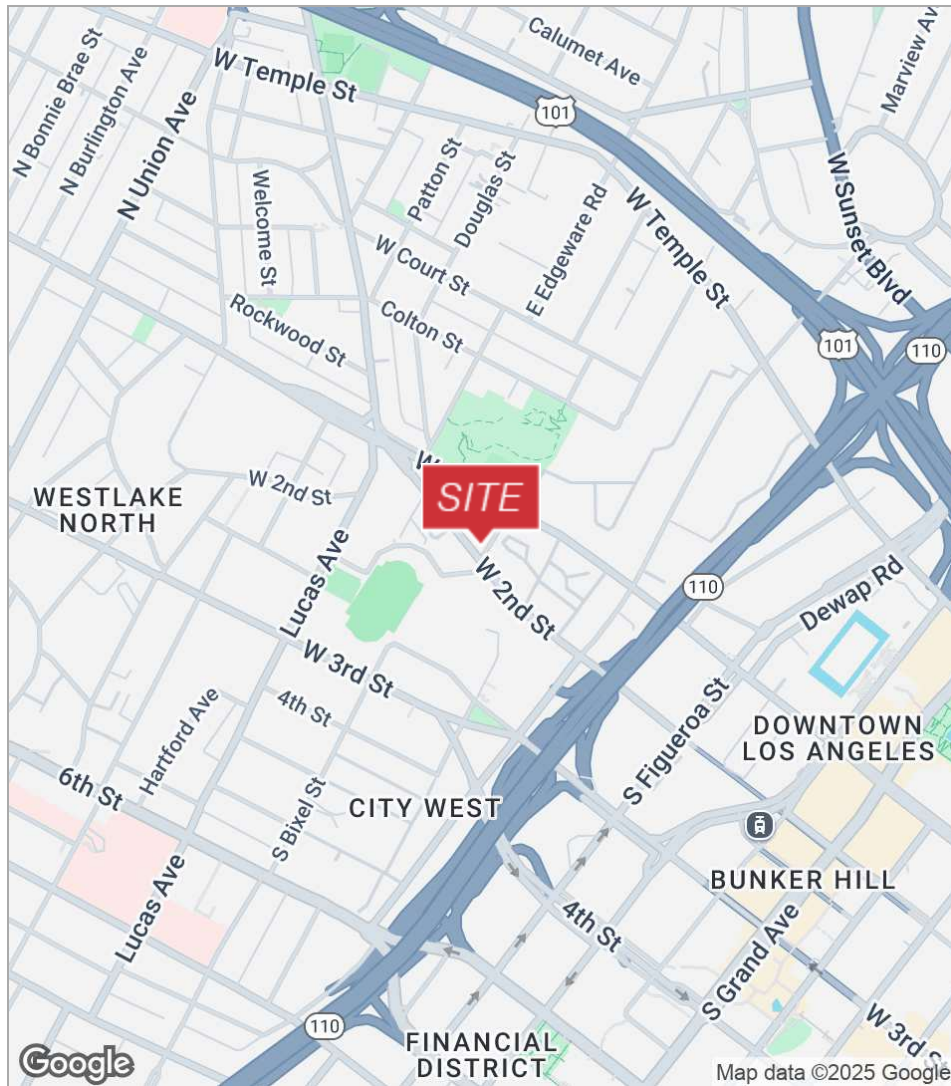 Calumet Ave
Marview Av
N Bonnie Brae St
N Burlington Ave
W Temple St
101
N Union Ave
Patton St
Douglas St
Welcome St
E Edgeware Rd
W Temple St
W Sunset Blvd
W Court St
Rockwood St
Colton St
101
110
W
SITE
W 2nd St
WESTLAKE
NORTH
Lucas Ave
W 2nd St
110
Dewap Rd
W 3rd St
4th St
Hartford Ave
S Figueroa St
DOWNTOWN
LOS ANGELES
6th St
S Bixel St
CITY WEST
BUNKER HILL
Lucas Ave
4th St
S Grand Ave
W 3rd S
110
FINANCIAL
DISTRICT
Google
Map data ©2025 Google